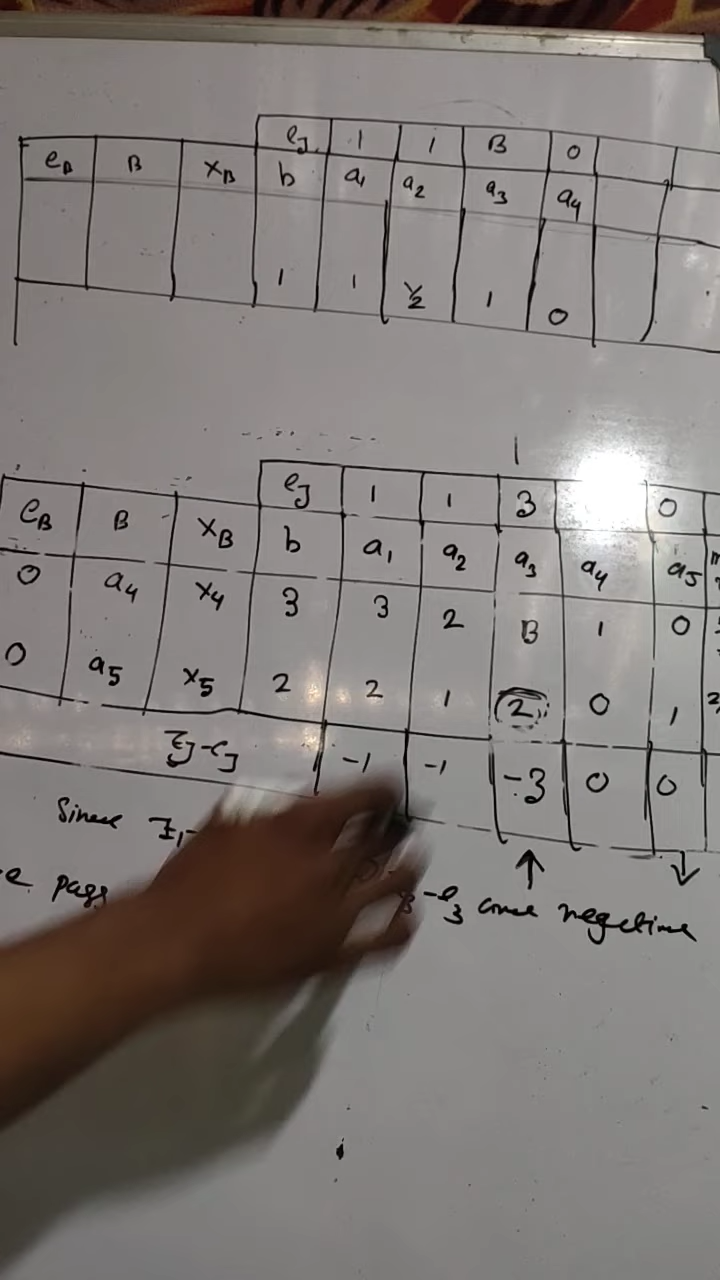 cJ 1 1 B 0
cB B xB b a1 a2 a3 a4
1 1 1/2 1 0
1
cJ 1 1 3 0
cB B xB b a1 a2 a3 a4 a5
0 a4 x4 3 3 2 B 1 0
0 a5 x5 2 2 1 2 0 1
zJ-cJ -1 -1 -3 0 0
Since z1-
↑ ↓
-c3 are negative